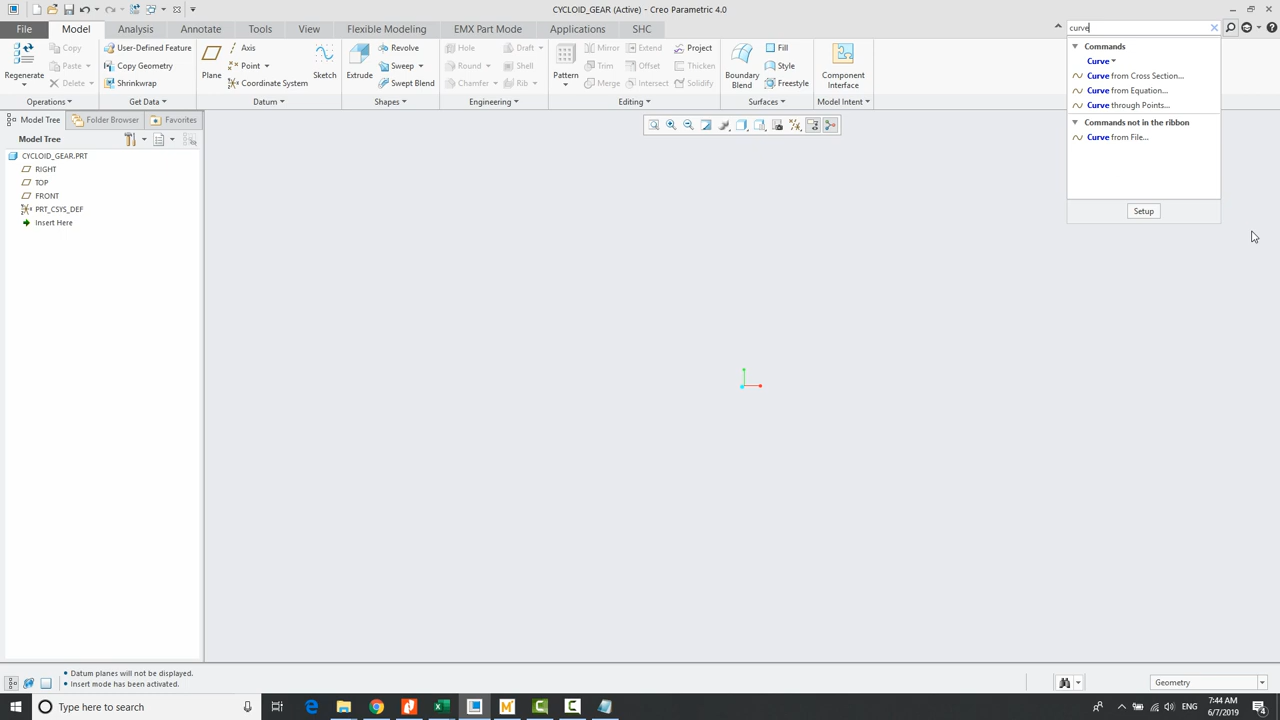 CYCLOID_GEAR (Active) - Creo Parametric 4.0
File Model Analysis Annotate Tools View Flexible Modeling EMX Part Mode Applications SHC
curve
Regenerate
Copy
Paste
Delete
Operations
User-Defined Feature
Copy Geometry
Shrinkwrap
Get Data
Plane
Axis
Point
Coordinate System
Sketch
Datum
Extrude
Revolve
Sweep
Swept Blend
Shapes
Hole
Round
Chamfer
Draft
Shell
Rib
Engineering
Pattern
Mirror
Trim
Merge
Extend
Offset
Intersect
Project
Thicken
Solidify
Editing
Boundary
Blend
Fill
Style
Freestyle
Surfaces
Component
Interface
Model Intent
Commands
Curve
Curve from Cross Section...
Curve from Equation...
Curve through Points...
Commands not in the ribbon
Curve from File...
Setup
Model Tree Folder Browser Favorites
Model Tree
CYCLOID_GEAR.PRT
RIGHT
TOP
FRONT
PRT_CSYS_DEF
Insert Here
• Datum planes will not be displayed.
• Insert mode has been activated.
Geometry
Type here to search
ENG
7:44 AM
6/7/2019
4